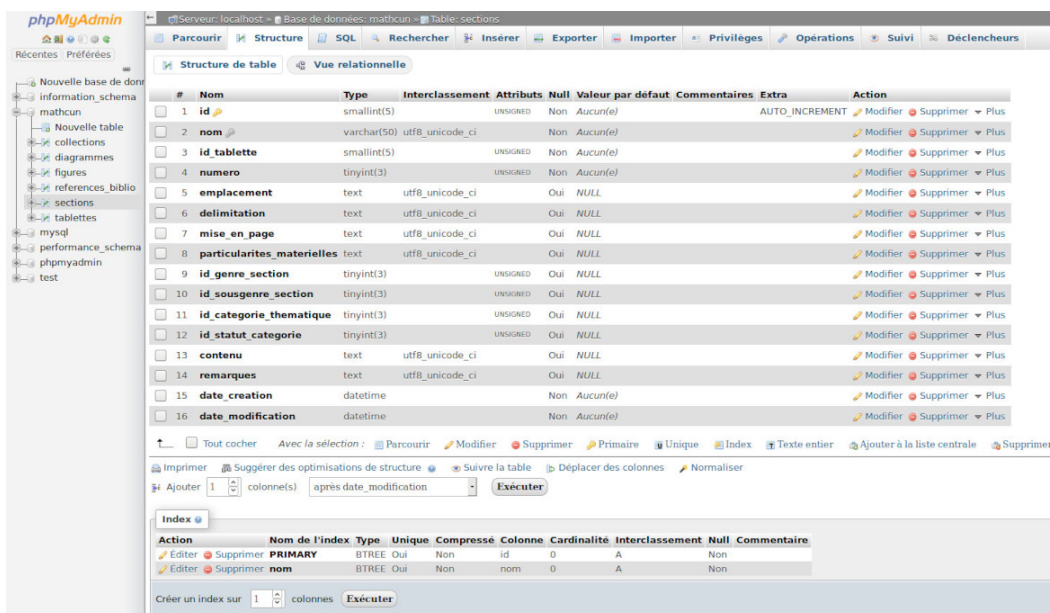 phpMyAdmin
Récentes Préférées
Nouvelle base de donn
information_schema
mathcun
Nouvelle table
collections
diagrammes
figures
references_biblio
sections
tablettes
mysql
performance_schema
phpmyadmin
test
Serveur: localhost » Base de données: mathcun » Table: sections
Parcourir Structure SQL Rechercher Insérer Exporter Importer Privilèges Opérations Suivi Déclencheurs
Structure de table Vue relationnelle
# Nom Type Interclassement Attributs Null Valeur par défaut Commentaires Extra Action
1 id smallint(5) UNSIGNED Non Aucun(e) AUTO_INCREMENT Modifier Supprimer Plus
2 nom varchar(50) utf8_unicode_ci Non Aucun(e) Modifier Supprimer Plus
3 id_tablette smallint(5) UNSIGNED Non Aucun(e) Modifier Supprimer Plus
4 numero tinyint(3) UNSIGNED Non Aucun(e) Modifier Supprimer Plus
5 emplacement text utf8_unicode_ci Oui NULL Modifier Supprimer Plus
6 delimitation text utf8_unicode_ci Oui NULL Modifier Supprimer Plus
7 mise_en_page text utf8_unicode_ci Oui NULL Modifier Supprimer Plus
8 particularites_materielles text utf8_unicode_ci Oui NULL Modifier Supprimer Plus
9 id_genre_section tinyint(3) UNSIGNED Oui NULL Modifier Supprimer Plus
10 id_sousgenre_section tinyint(3) UNSIGNED Oui NULL Modifier Supprimer Plus
11 id_categorie_thematique tinyint(3) UNSIGNED Oui NULL Modifier Supprimer Plus
12 id_statut_categorie tinyint(3) UNSIGNED Oui NULL Modifier Supprimer Plus
13 contenu text utf8_unicode_ci Oui NULL Modifier Supprimer Plus
14 remarques text utf8_unicode_ci Oui NULL Modifier Supprimer Plus
15 date_creation datetime Non Aucun(e) Modifier Supprimer Plus
16 date_modification datetime Non Aucun(e) Modifier Supprimer Plus
Tout cocher Avec la sélection : Parcourir Modifier Supprimer Primaire Unique Index Texte entier Ajouter à la liste centrale Supprimer
Imprimer Suggérer des optimisations de structure Suivre la table Déplacer des colonnes Normaliser
Ajouter 1 colonne(s) après date_modification Exécuter
Index
Action Nom de l'index Type Unique Compressé Colonne Cardinalité Interclassement Null Commentaire
Éditer Supprimer PRIMARY BTREE Oui Non id 0 A Non
Éditer Supprimer nom BTREE Oui Non nom 0 A Non
Créer un index sur 1 colonnes Exécuter